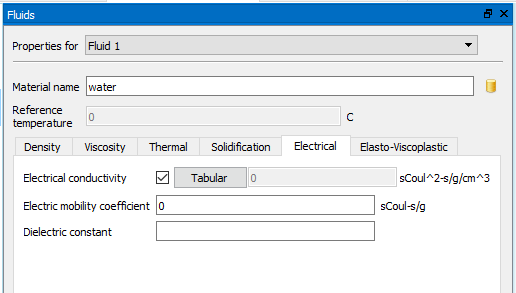 Fluids
Properties for Fluid 1
Material name water
Reference
temperature 0 C
Density Viscosity Thermal Solidification Electrical Elasto-Viscoplastic
Electrical conductivity Tabular 0 sCoul^2-s/g/cm^3
Electric mobility coefficient 0 sCoul-s/g
Dielectric constant